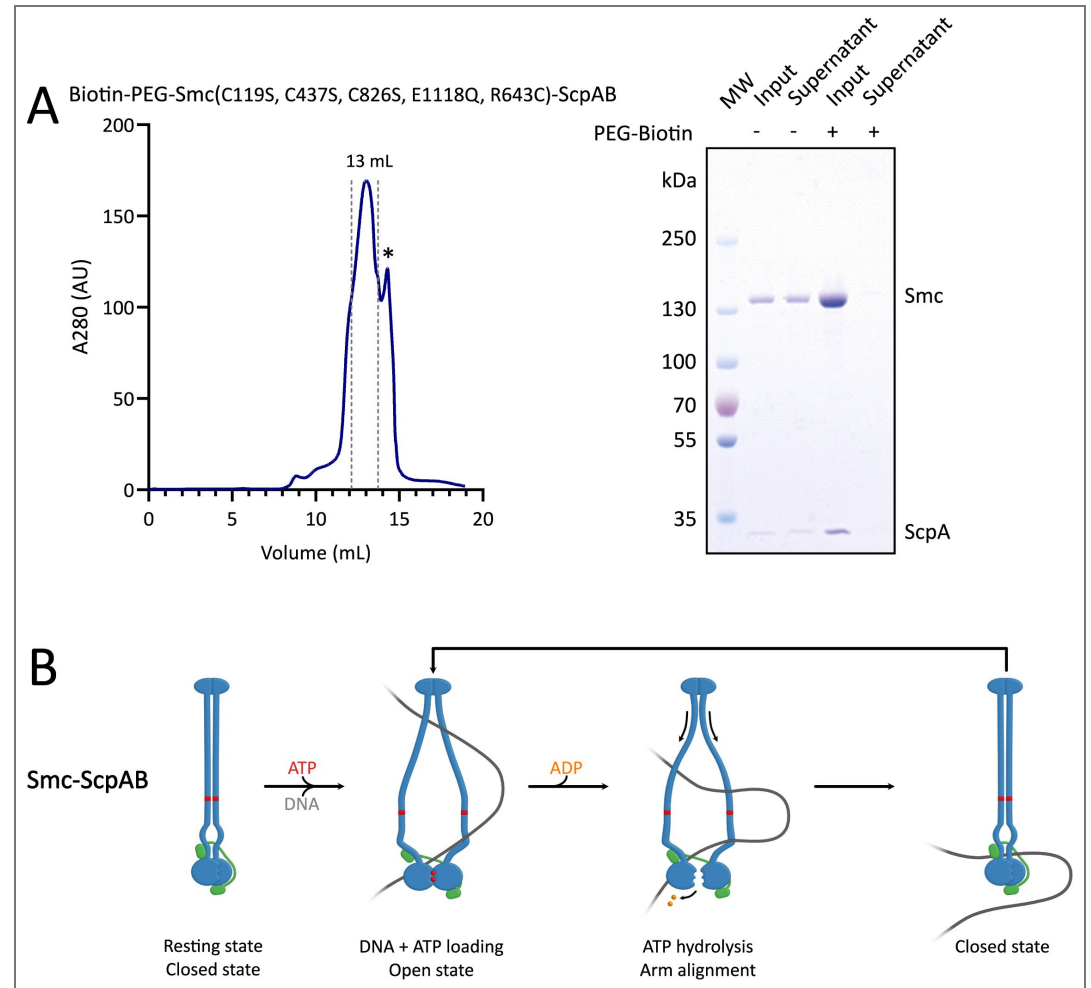 A
Biotin-PEG-Smc(C119S, C437S, C826S, E1118Q, R643C)-ScpAB
200
150
100
50
0
A280 (AU)
13 mL
*
0 5 10 15 20
Volume (mL)
MW Input Supernatant Input Supernatant
PEG-Biotin - - + +
kDa
250
130
100
70
55
35
Smc
ScpA
B
Smc-ScpAB
ATP
DNA
ADP
Resting state
Closed state
DNA + ATP loading
Open state
ATP hydrolysis
Arm alignment
Closed state